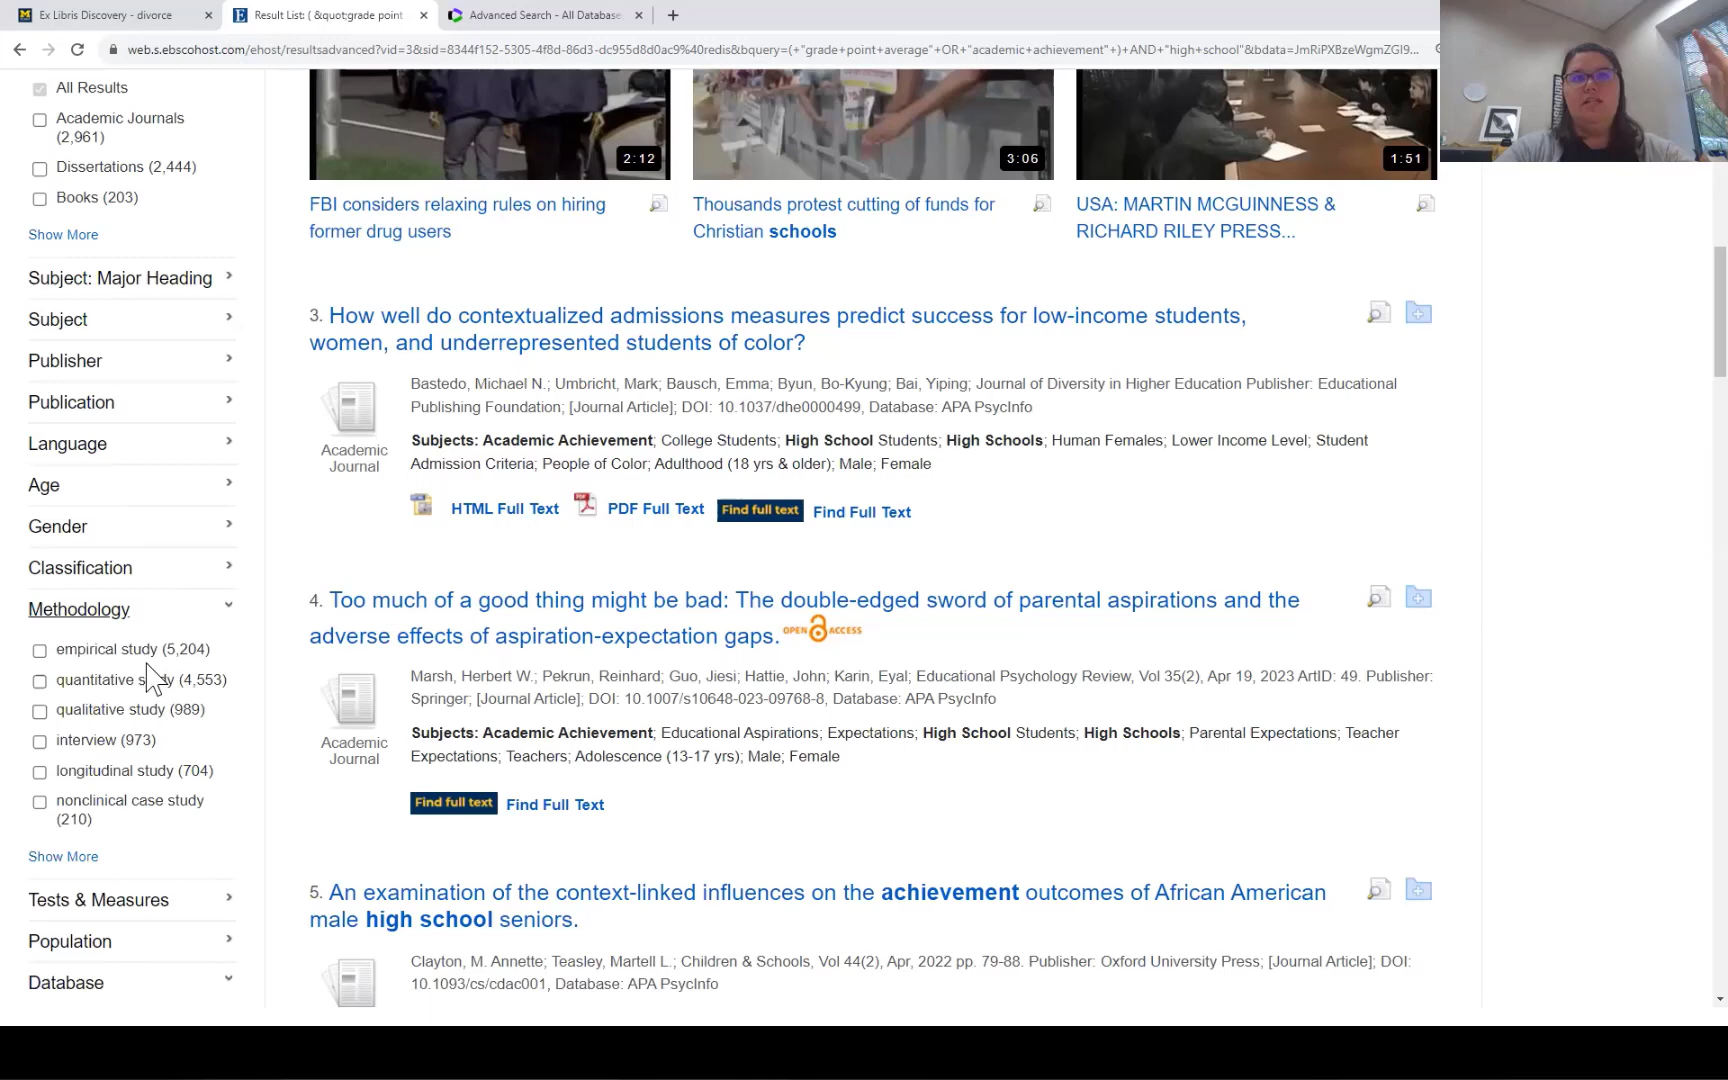 Ex Libris Discovery - divorce
Result List: ( &quot;grade point
Advanced Search - All Database
web.s.ebscohost.com/ehost/resultsadvanced?vid=3&sid=8344f152-5305-4f8d-86d3-dc955d8d0ac9%40redis&bquery=(+"grade+point+average"+OR+"academic+achievement"+)+AND+"high+school"&bdata=JmRiPXBzeWgmZGI9...
All Results
Academic Journals
(2,961)
Dissertations (2,444)
Books (203)
Show More
Subject: Major Heading
Subject
Publisher
Publication
Language
Age
Gender
Classification
Methodology
empirical study (5,204)
quantitative study (4,553)
qualitative study (989)
interview (973)
longitudinal study (704)
nonclinical case study
(210)
Show More
Tests & Measures
Population
Database
2:12
3:06
1:51
FBI considers relaxing rules on hiring
former drug users
Thousands protest cutting of funds for
Christian schools
USA: MARTIN MCGUINNESS &
RICHARD RILEY PRESS...
3. How well do contextualized admissions measures predict success for low-income students,
women, and underrepresented students of color?
Academic
Journal
Bastedo, Michael N.; Umbricht, Mark; Bausch, Emma; Byun, Bo-Kyung; Bai, Yiping; Journal of Diversity in Higher Education Publisher: Educational
Publishing Foundation; [Journal Article]; DOI: 10.1037/dhe0000499, Database: APA PsycInfo
Subjects: Academic Achievement; College Students; High School Students; High Schools; Human Females; Lower Income Level; Student
Admission Criteria; People of Color; Adulthood (18 yrs & older); Male; Female
HTML Full Text PDF Full Text Find full text Find Full Text
4. Too much of a good thing might be bad: The double-edged sword of parental aspirations and the
adverse effects of aspiration-expectation gaps. OPEN ACCESS
Academic
Journal
Marsh, Herbert W.; Pekrun, Reinhard; Guo, Jiesi; Hattie, John; Karin, Eyal; Educational Psychology Review, Vol 35(2), Apr 19, 2023 ArtID: 49. Publisher:
Springer; [Journal Article]; DOI: 10.1007/s10648-023-09768-8, Database: APA PsycInfo
Subjects: Academic Achievement; Educational Aspirations; Expectations; High School Students; High Schools; Parental Expectations; Teacher
Expectations; Teachers; Adolescence (13-17 yrs); Male; Female
Find full text Find Full Text
5. An examination of the context-linked influences on the achievement outcomes of African American
male high school seniors.
Clayton, M. Annette; Teasley, Martell L.; Children & Schools, Vol 44(2), Apr, 2022 pp. 79-88. Publisher: Oxford University Press; [Journal Article]; DOI:
10.1093/cs/cdac001, Database: APA PsycInfo